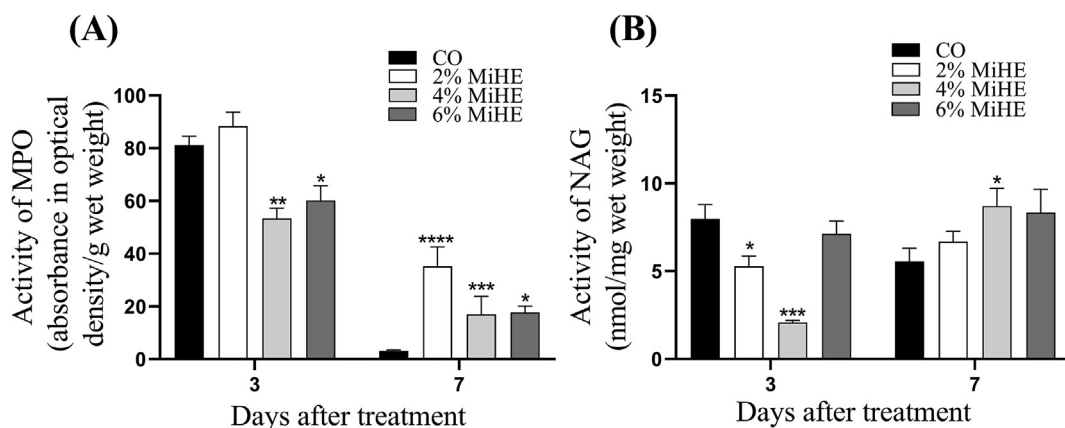 (A)
CO
2% MiHE
4% MiHE
6% MiHE
Activity of MPO
(absorbance in optical
density/g wet weight)
100
80
60
40
20
0
**
*
****
***
*
3
7
Days after treatment
(B)
CO
2% MiHE
4% MiHE
6% MiHE
Activity of NAG
(nmol/mg wet weight)
15
10
5
0
*
***
*
3
7
Days after treatment